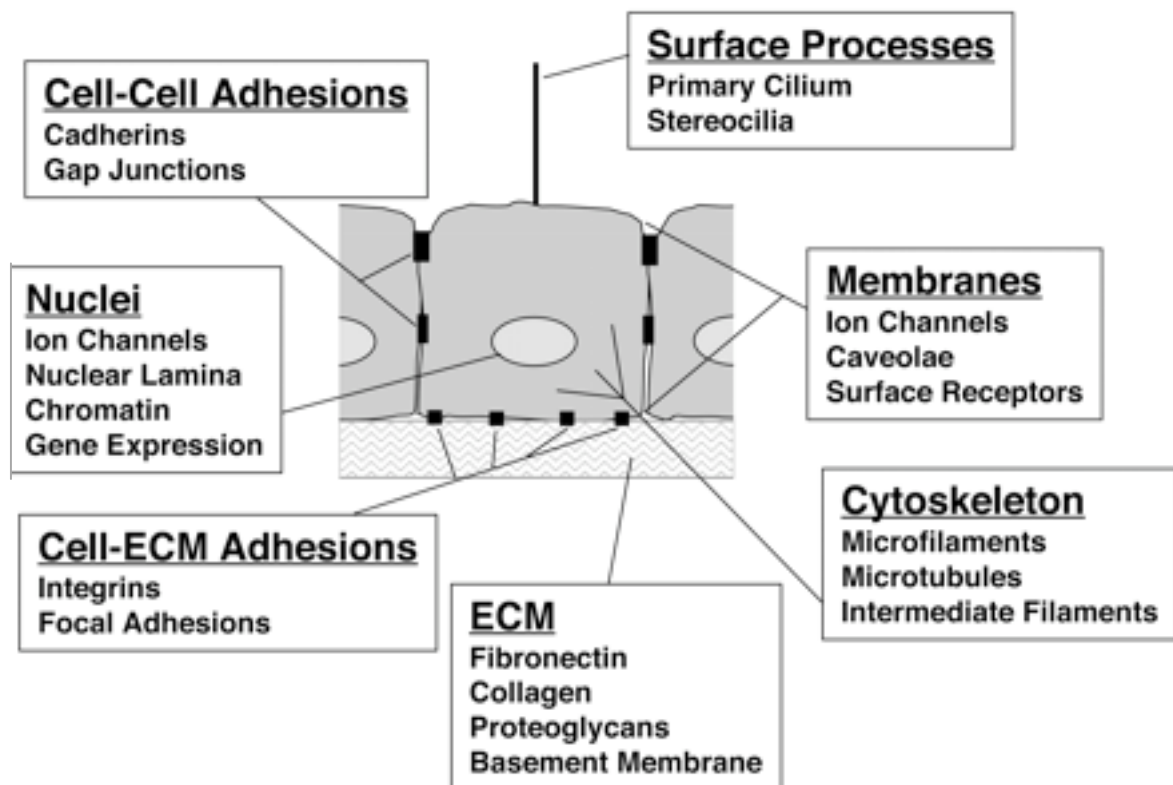 Surface Processes
Primary Cilium
Stereocilia
Cell-Cell Adhesions
Cadherins
Gap Junctions
Nuclei
Ion Channels
Nuclear Lamina
Chromatin
Gene Expression
Membranes
Ion Channels
Caveolae
Surface Receptors
Cell-ECM Adhesions
Integrins
Focal Adhesions
ECM
Fibronectin
Collagen
Proteoglycans
Basement Membrane
Cytoskeleton
Microfilaments
Microtubules
Intermediate Filaments